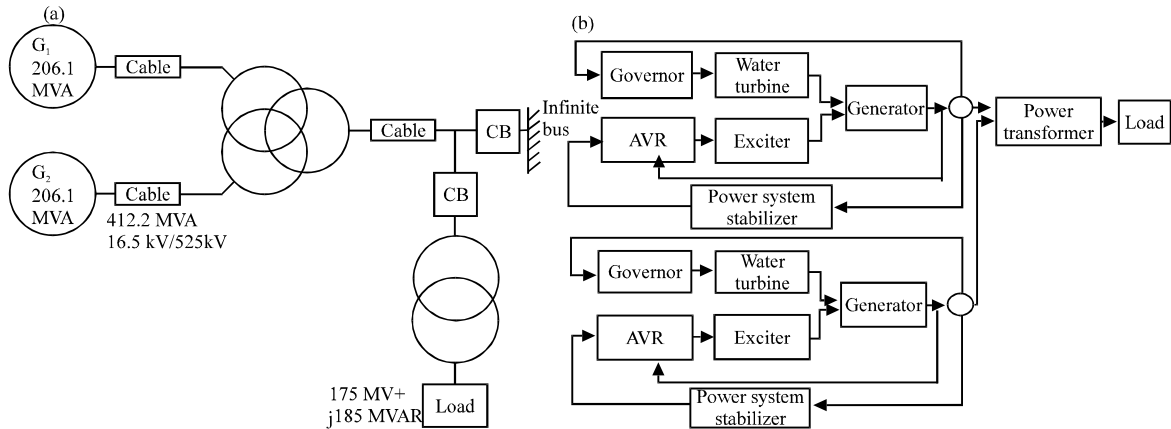 (a)
G1
206.1
MVA
Cable
G2
206.1
MVA
Cable
412.2 MVA
16.5 kV/525kV
Cable
CB
Infinite
bus
CB
175 MV+
j185 MVAR
Load
(b)
Governor
Water
turbine
Generator
AVR
Exciter
Power system
stabilizer
Power
transformer
Load
Governor
Water
turbine
Generator
AVR
Exciter
Power system
stabilizer